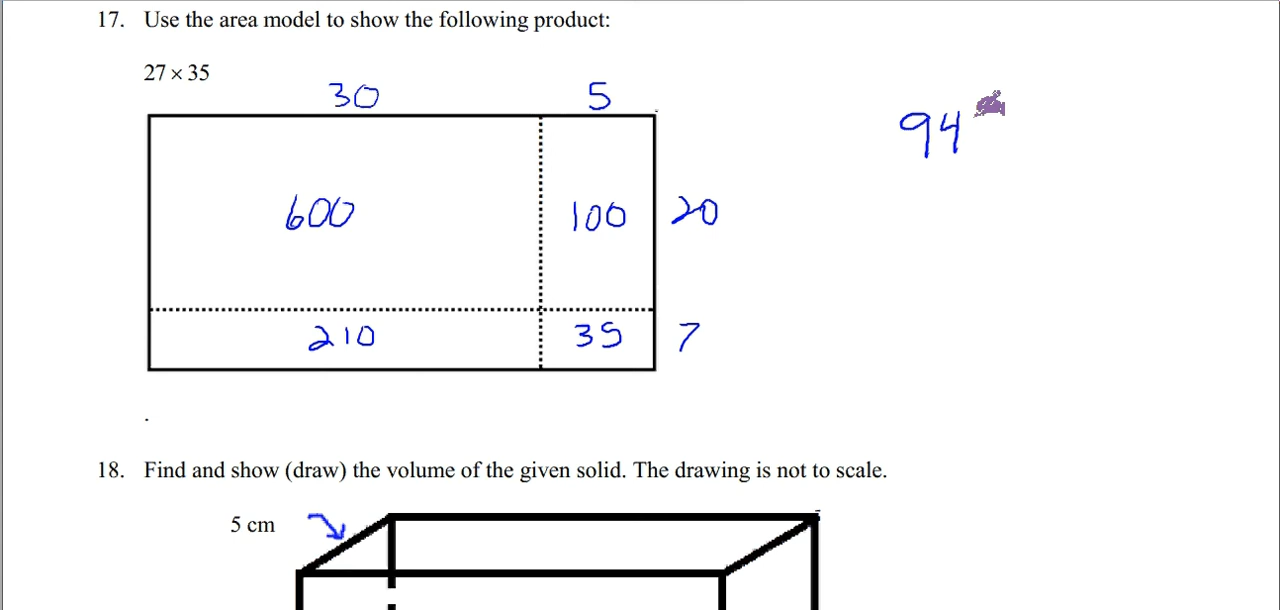 17. Use the area model to show the following product:
27 × 35
30 5
94
600 100 20
210 35 7
.
18. Find and show (draw) the volume of the given solid. The drawing is not to scale.
5 cm